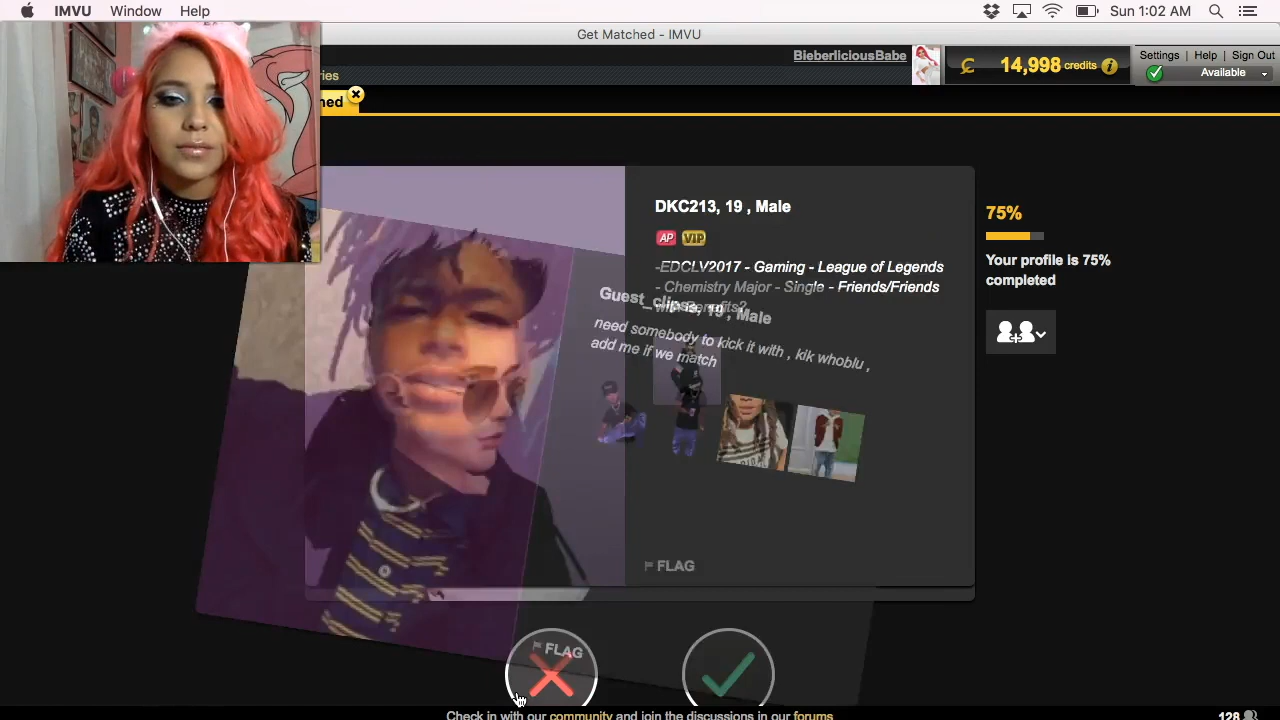 IMVU Window Help Sun 1:02 AM
Get Matched - IMVU
BieberliciousBabe
14,998 credits i
Settings | Help | Sign Out
Available
ries
hed
DKC213, 19 , Male
AP VIP
-EDCLV2017 - Gaming - League of Legends
- Chemistry Major - Single - Friends/Friends
Benefits?
19 , Male
need somebody to kick it with , kik whoblu ,
add me if we match
75%
Your profile is 75%
completed
FLAG
FLAG
Check in with our community and join the discussions in our forums
128